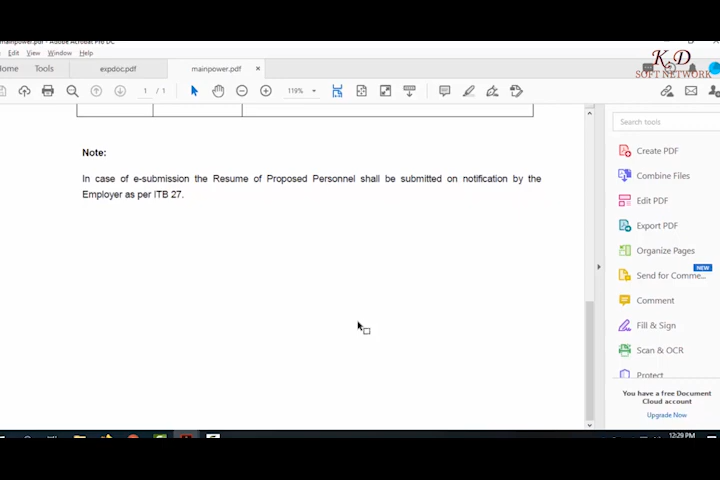 mainpower.pdf - Adobe Acrobat Pro DC
Edit View Window Help
K D
SOFT NETWORK
Home Tools expdoc.pdf mainpower.pdf ×
1 / 1 119%
Search tools
Note:
In case of e-submission the Resume of Proposed Personnel shall be submitted on notification by the
Employer as per ITB 27.
Create PDF
Combine Files
Edit PDF
Export PDF
Organize Pages
NEW
Send for Comme...
Comment
Fill & Sign
Scan & OCR
Protect
You have a free Document
Cloud account
Upgrade Now
12:29 PM